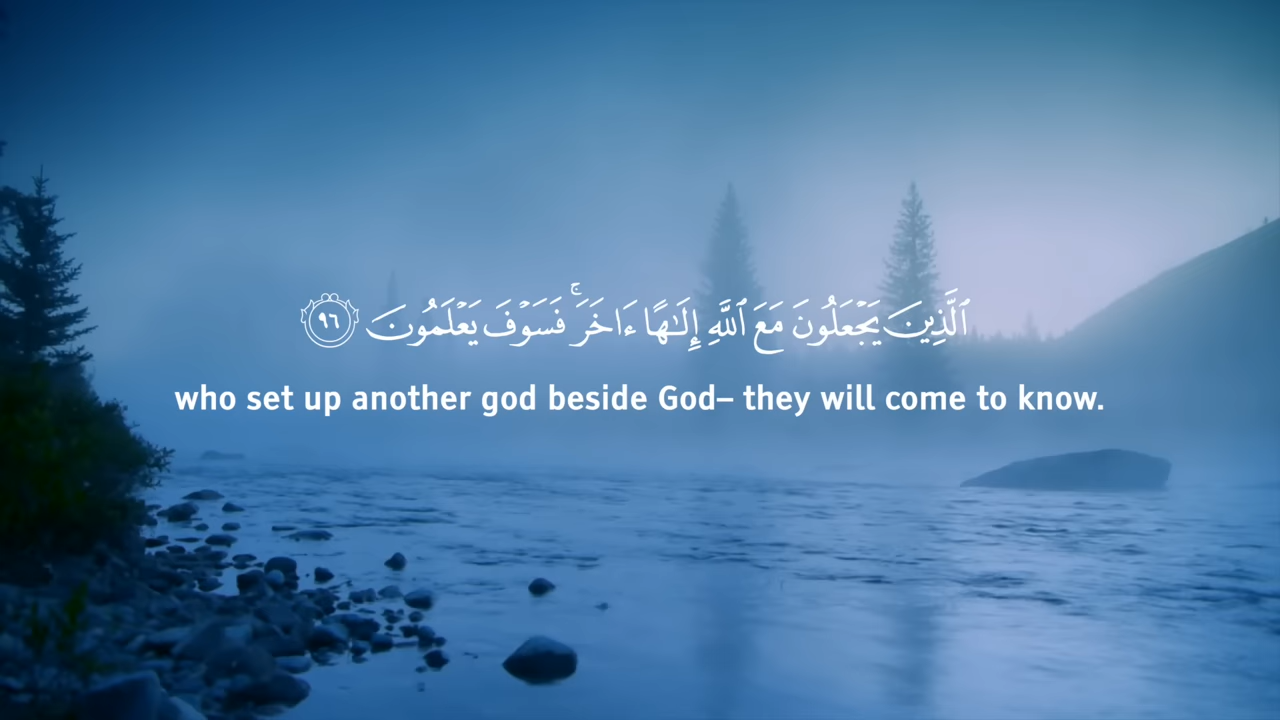 ٱلَّذِينَ يَجْعَلُونَ مَعَ ٱللَّهِ إِلَـٰهًا ءَاخَرَ ۚ فَسَوْفَ يَعْلَمُونَ ٩٦
who set up another god beside God– they will come to know.